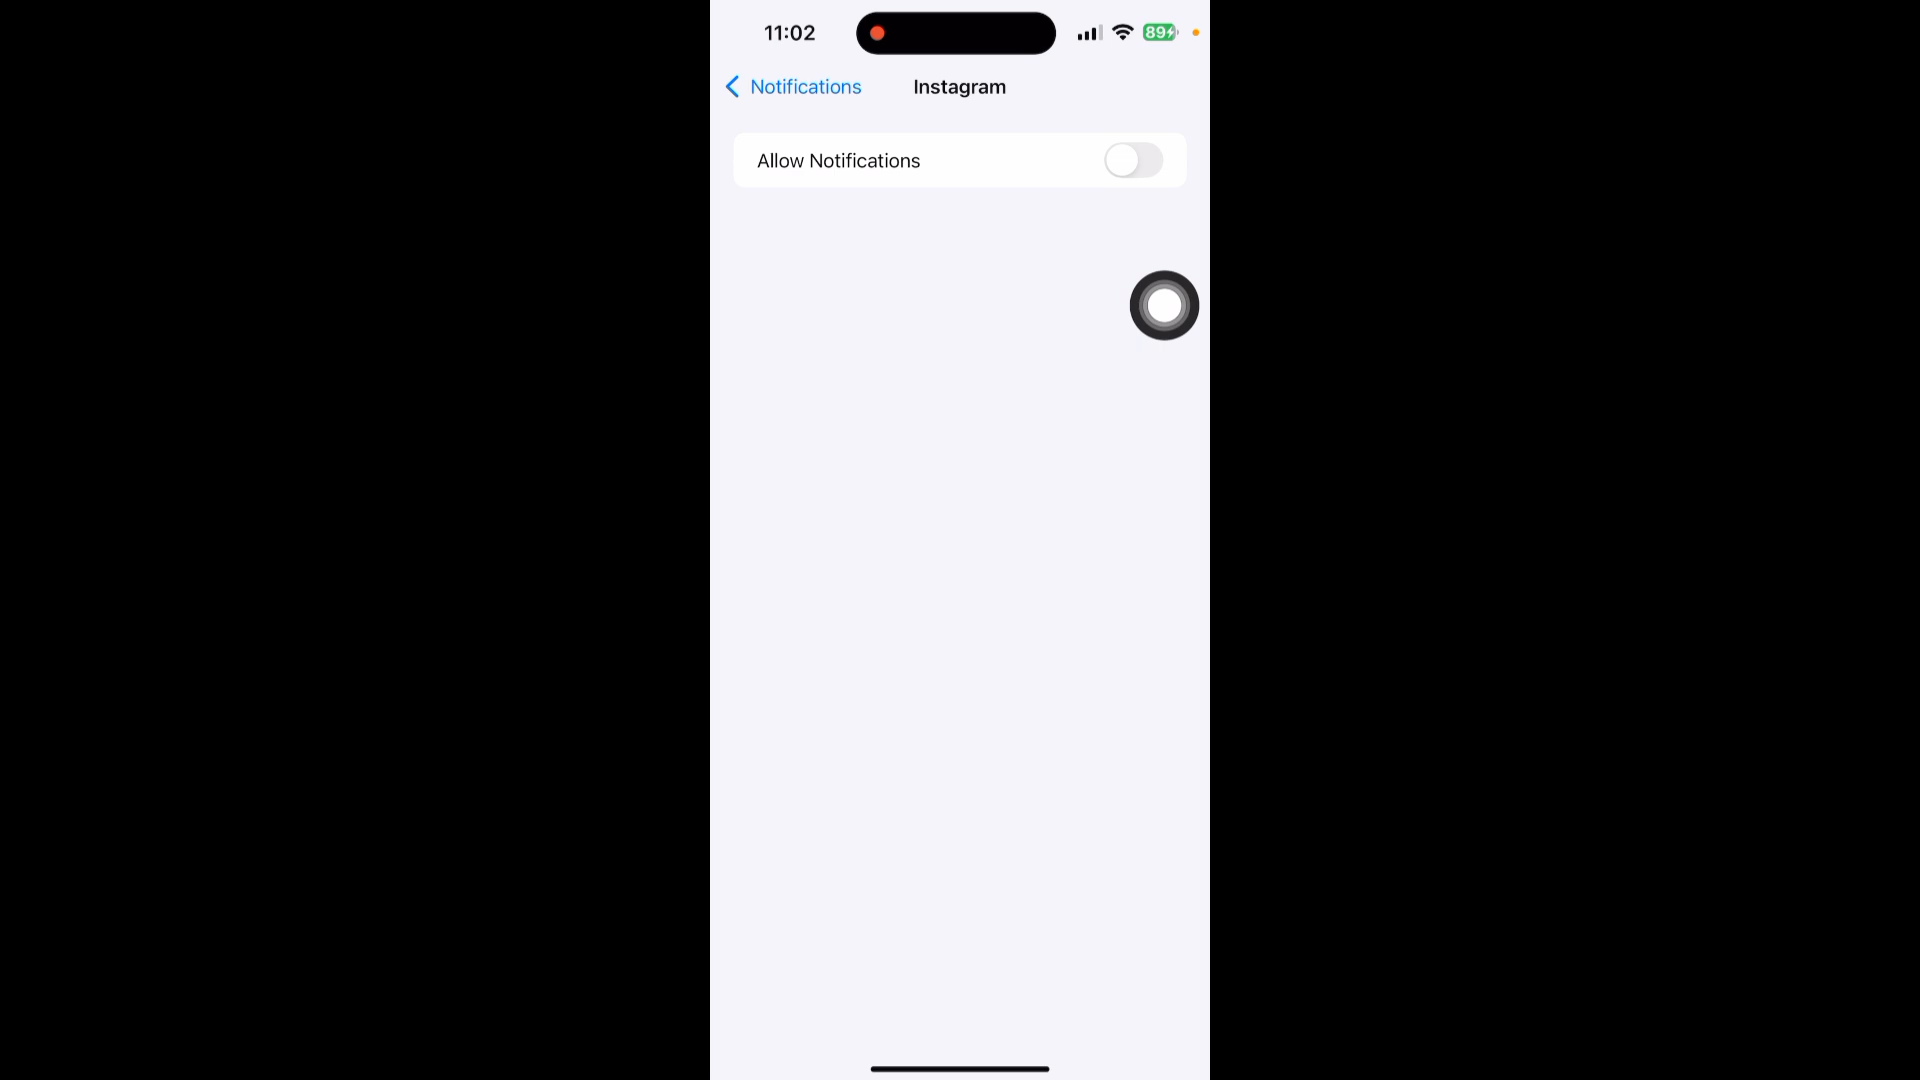 11:02
89
Notifications
Instagram
Allow Notifications